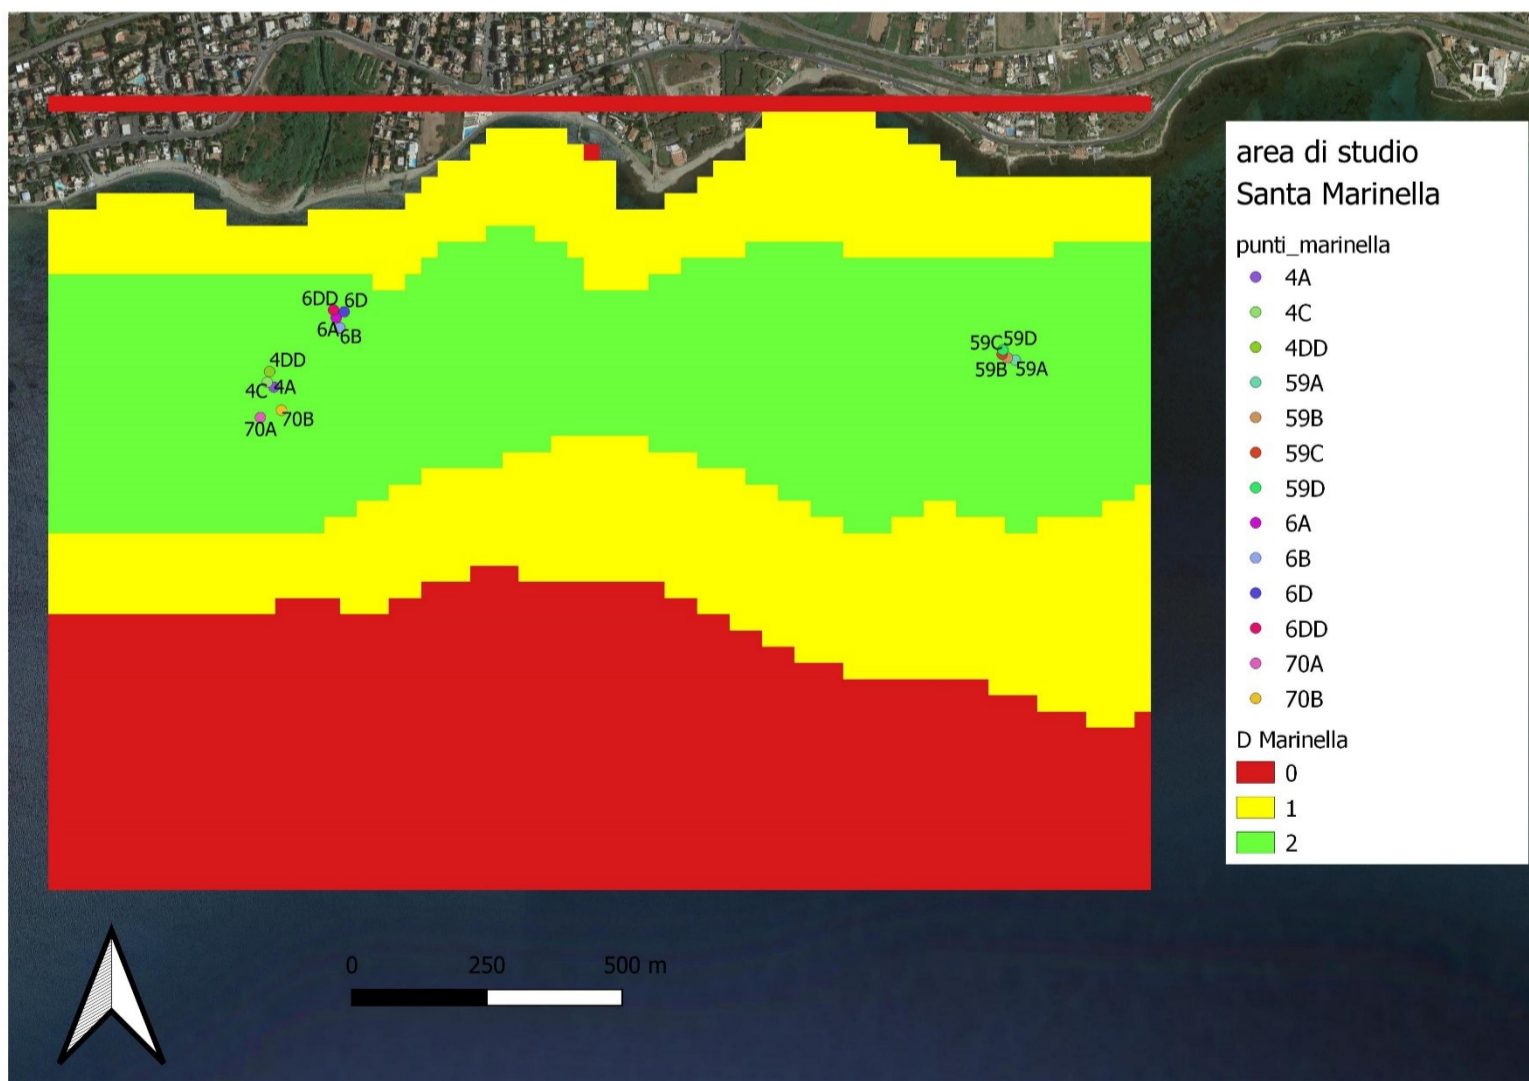 area di studio
Santa Marinella
punti_marinella
4A
4C
4DD
59A
59B
59C
59D
6A
6B
6D
6DD
70A
70B
D Marinella
0
1
2
6DD 6D
6A 6B
4DD
4C 4A
70B
70A
59C 59D
59B 59A
0 250 500 m